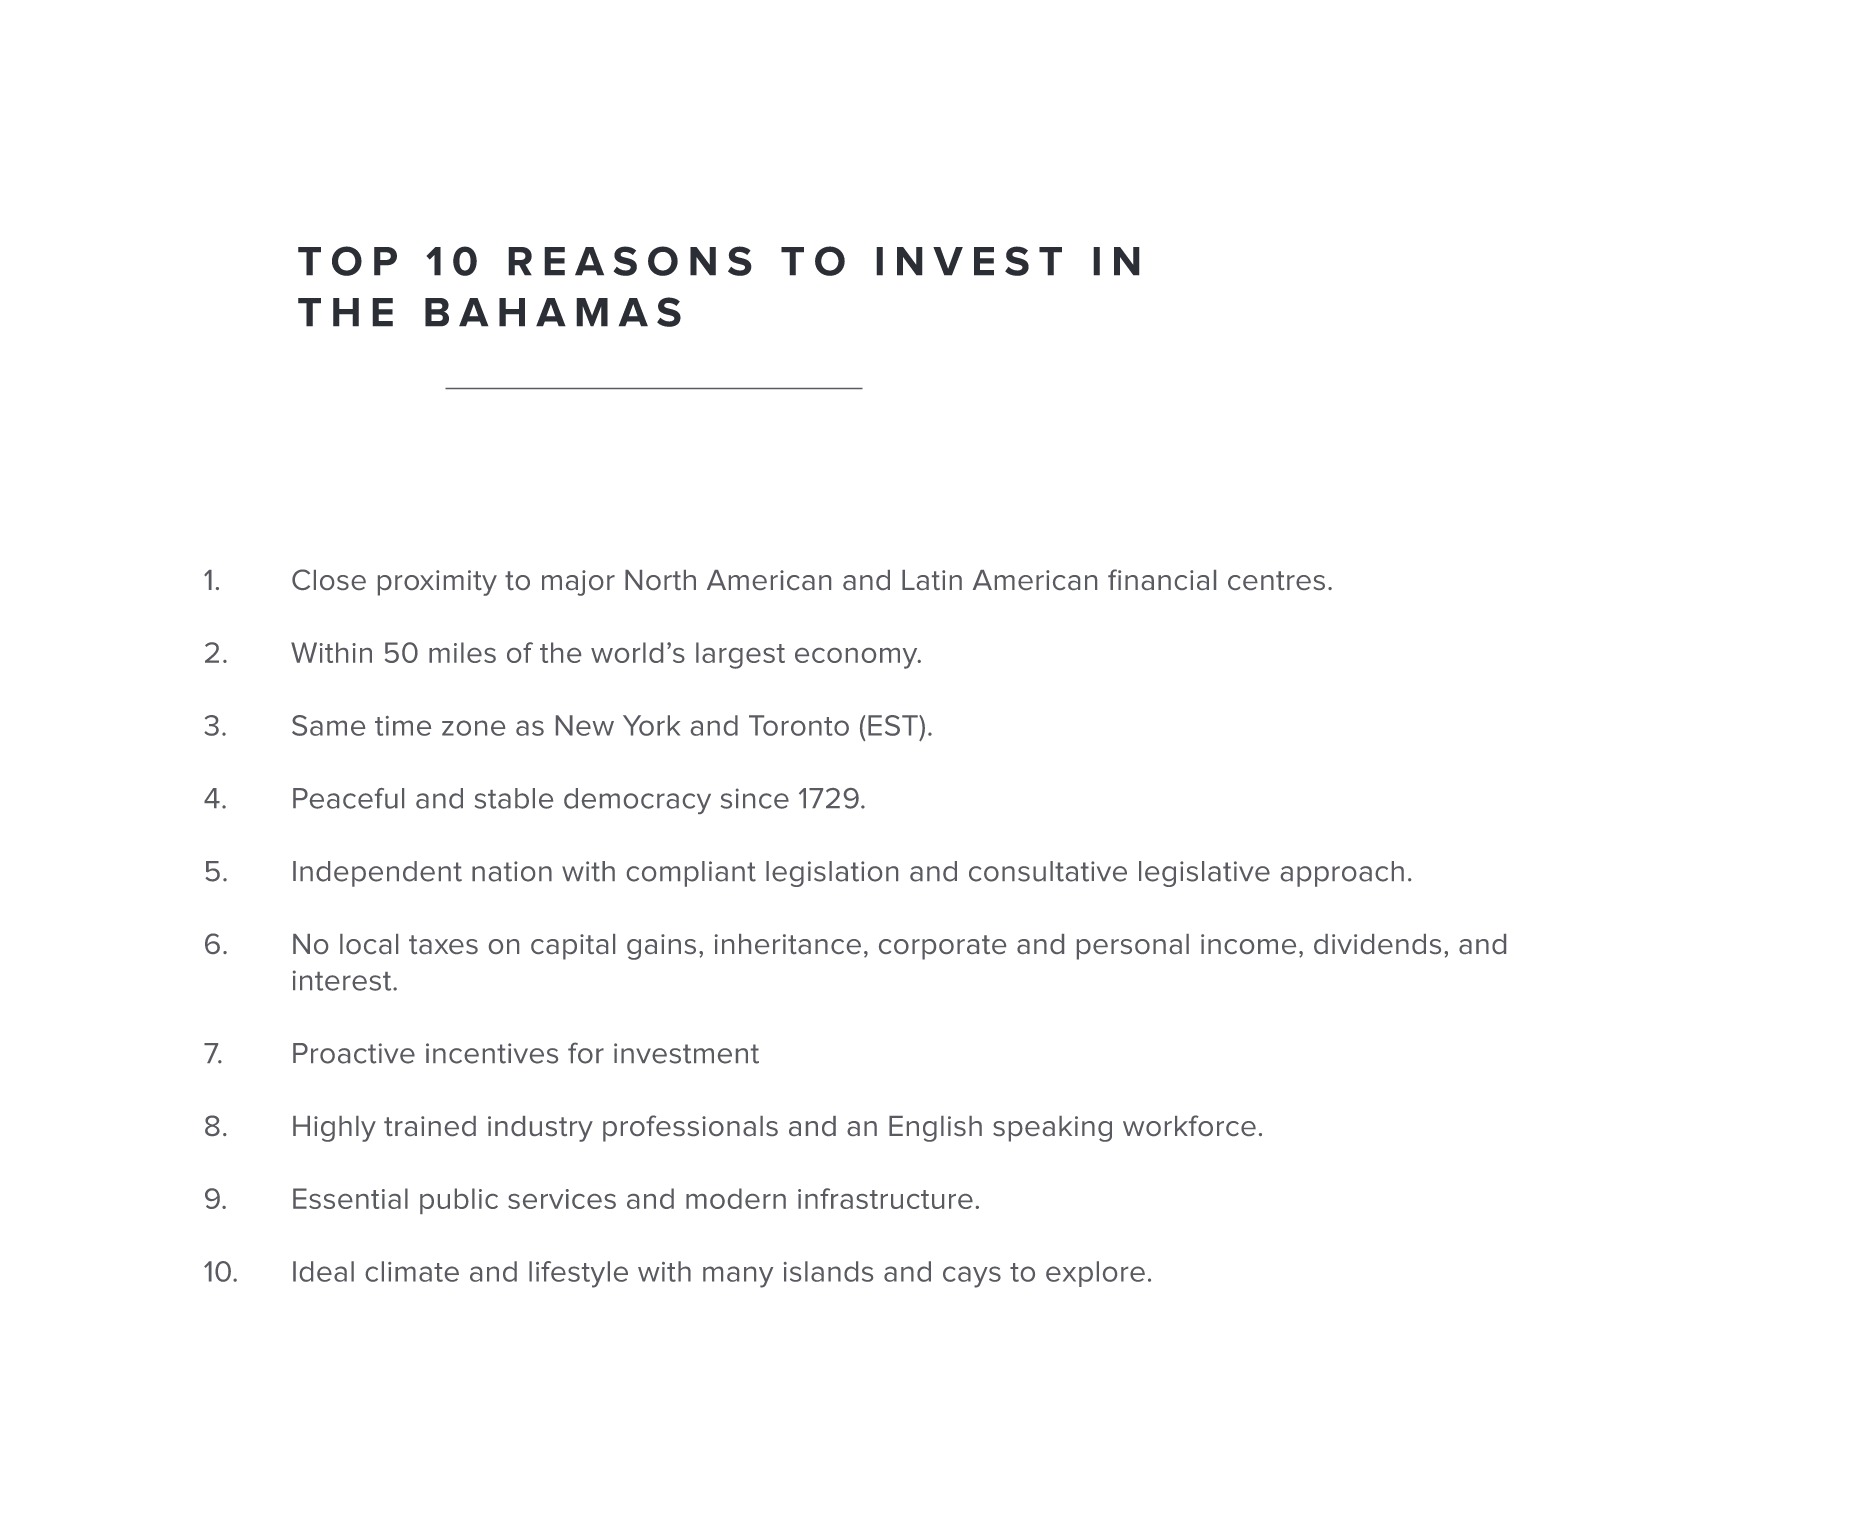 TOP 10 REASONS TO INVEST IN
THE BAHAMAS
1. Close proximity to major North American and Latin American financial centres.
2. Within 50 miles of the world’s largest economy.
3. Same time zone as New York and Toronto (EST).
4. Peaceful and stable democracy since 1729.
5. Independent nation with compliant legislation and consultative legislative approach.
6. No local taxes on capital gains, inheritance, corporate and personal income, dividends, and
interest.
7. Proactive incentives for investment
8. Highly trained industry professionals and an English speaking workforce.
9. Essential public services and modern infrastructure.
10. Ideal climate and lifestyle with many islands and cays to explore.